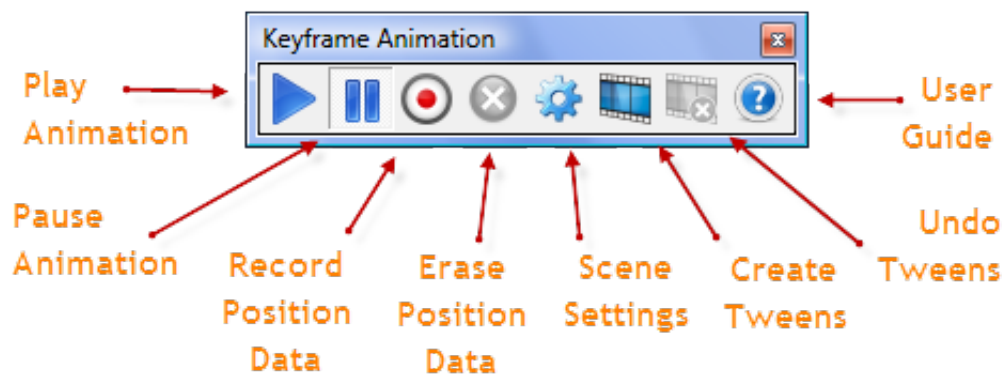 Keyframe Animation
Play
Animation
User
Guide
Pause
Animation
Record
Position
Data
Erase
Position
Data
Scene
Settings
Create
Tweens
Undo
Tweens